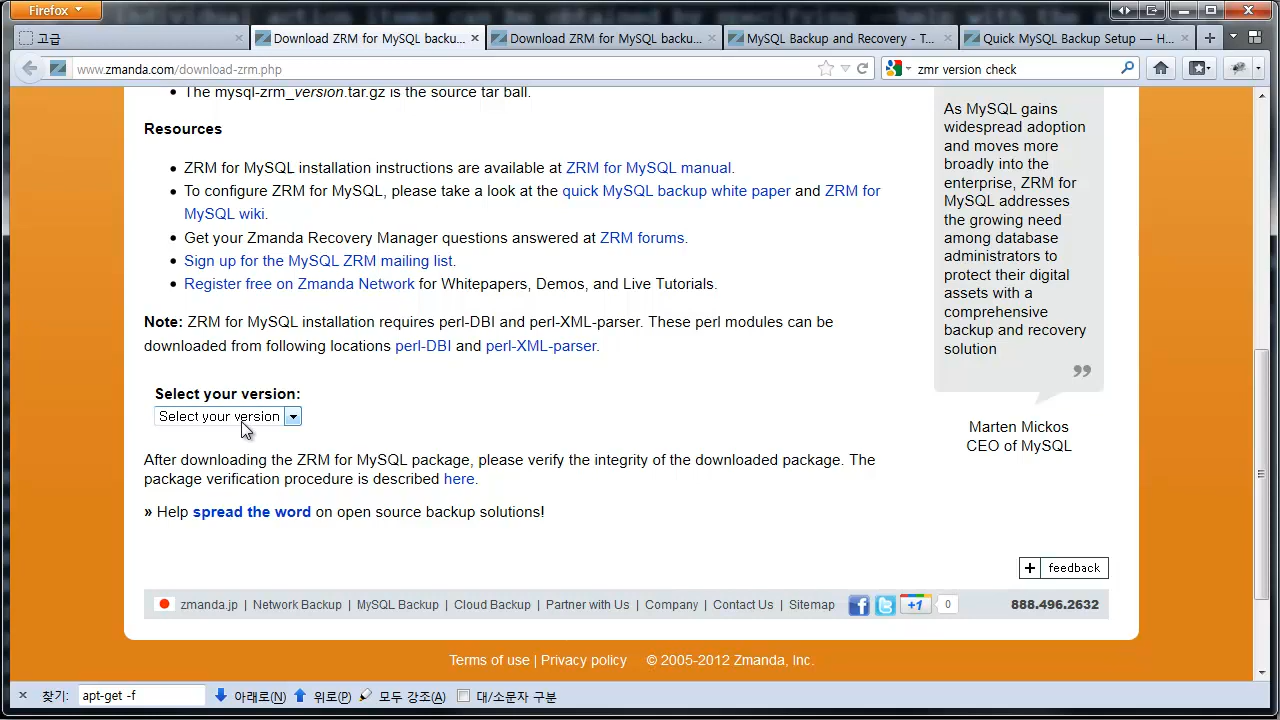 Firefox
고급
Download ZRM for MySQL backu...
Download ZRM for MySQL backu...
MySQL Backup and Recovery - T...
Quick MySQL Backup Setup — H...
www.zmanda.com/download-zrm.php
zmr version check
The mysql-zrm_version.tar.gz is the source tar ball.
Resources
ZRM for MySQL installation instructions are available at ZRM for MySQL manual.
To configure ZRM for MySQL, please take a look at the quick MySQL backup white paper and ZRM for
MySQL wiki.
Get your Zmanda Recovery Manager questions answered at ZRM forums.
Sign up for the MySQL ZRM mailing list.
Register free on Zmanda Network for Whitepapers, Demos, and Live Tutorials.
Note: ZRM for MySQL installation requires perl-DBI and perl-XML-parser. These perl modules can be
downloaded from following locations perl-DBI and perl-XML-parser.
Select your version:
Select your version
After downloading the ZRM for MySQL package, please verify the integrity of the downloaded package. The
package verification procedure is described here.
» Help spread the word on open source backup solutions!
As MySQL gains
widespread adoption
and moves more
broadly into the
enterprise, ZRM for
MySQL addresses
the growing need
among database
administrators to
protect their digital
assets with a
comprehensive
backup and recovery
solution
”
Marten Mickos
CEO of MySQL
+ feedback
zmanda.jp | Network Backup | MySQL Backup | Cloud Backup | Partner with Us | Company | Contact Us | Sitemap
+1
0
888.496.2632
Terms of use | Privacy policy © 2005-2012 Zmanda, Inc.
찾기: apt-get -f 아래로(N) 위로(P) 모두 강조(A) 대/소문자 구분